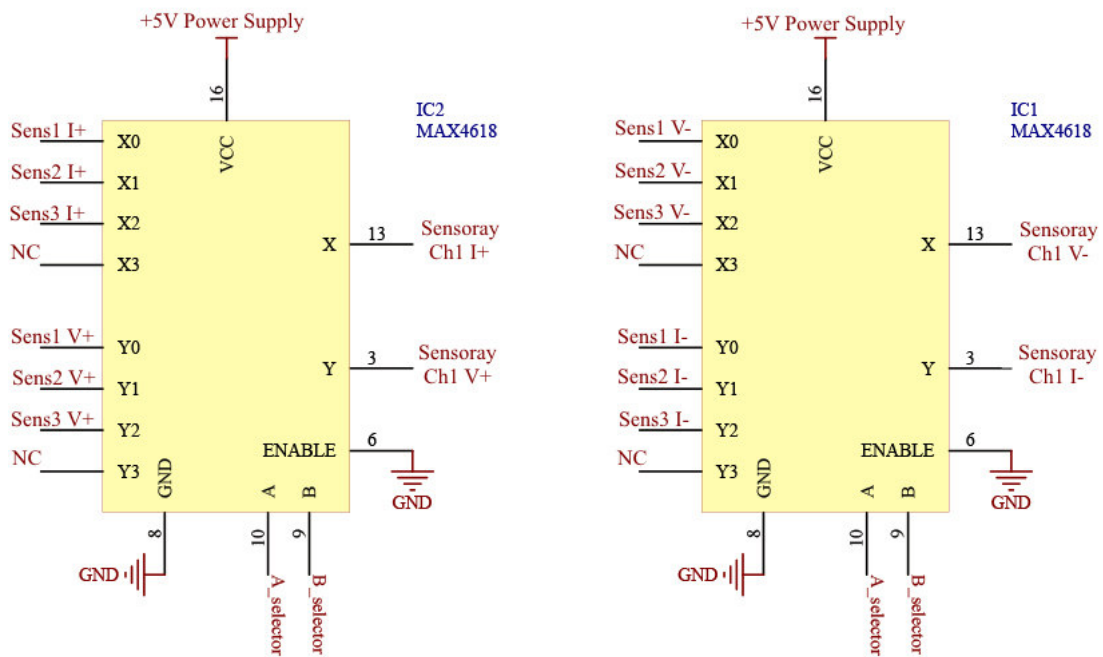 +5V Power Supply
16
VCC
IC2
MAX4618
Sens1 I+
X0
Sens2 I+
X1
Sens3 I+
X2
NC
X3
X
13
Sensoray
Ch1 I+
Sens1 V+
Y0
Sens2 V+
Y1
Sens3 V+
Y2
NC
Y3
Y
3
Sensoray
Ch1 V+
ENABLE
6
GND
GND
8
GND
A
10
A_selector
B
9
B_selector
+5V Power Supply
16
VCC
IC1
MAX4618
Sens1 V-
X0
Sens2 V-
X1
Sens3 V-
X2
NC
X3
X
13
Sensoray
Ch1 V-
Sens1 I-
Y0
Sens2 I-
Y1
Sens3 I-
Y2
NC
Y3
Y
3
Sensoray
Ch1 I-
ENABLE
6
GND
GND
8
GND
A
10
A_selector
B
9
B_selector